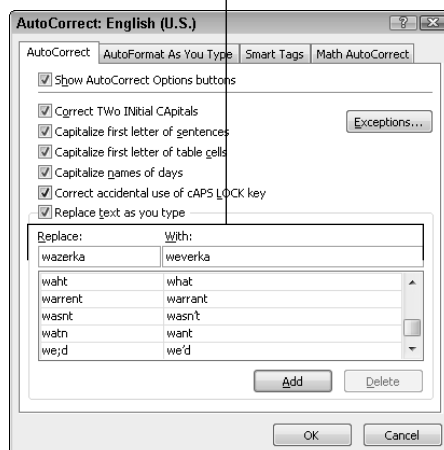 AutoCorrect: English (U.S.)
AutoCorrect AutoFormat As You Type Smart Tags Math AutoCorrect
Show AutoCorrect Options buttons
Correct TWo INitial CApitals
Exceptions...
Capitalize first letter of sentences
Capitalize first letter of table cells
Capitalize names of days
Correct accidental use of cAPS LOCK key
Replace text as you type
Replace: With:
wazerka weverka
waht what
warrent warrant
wasnt wasn't
watn want
we;d we'd
Add Delete
OK Cancel